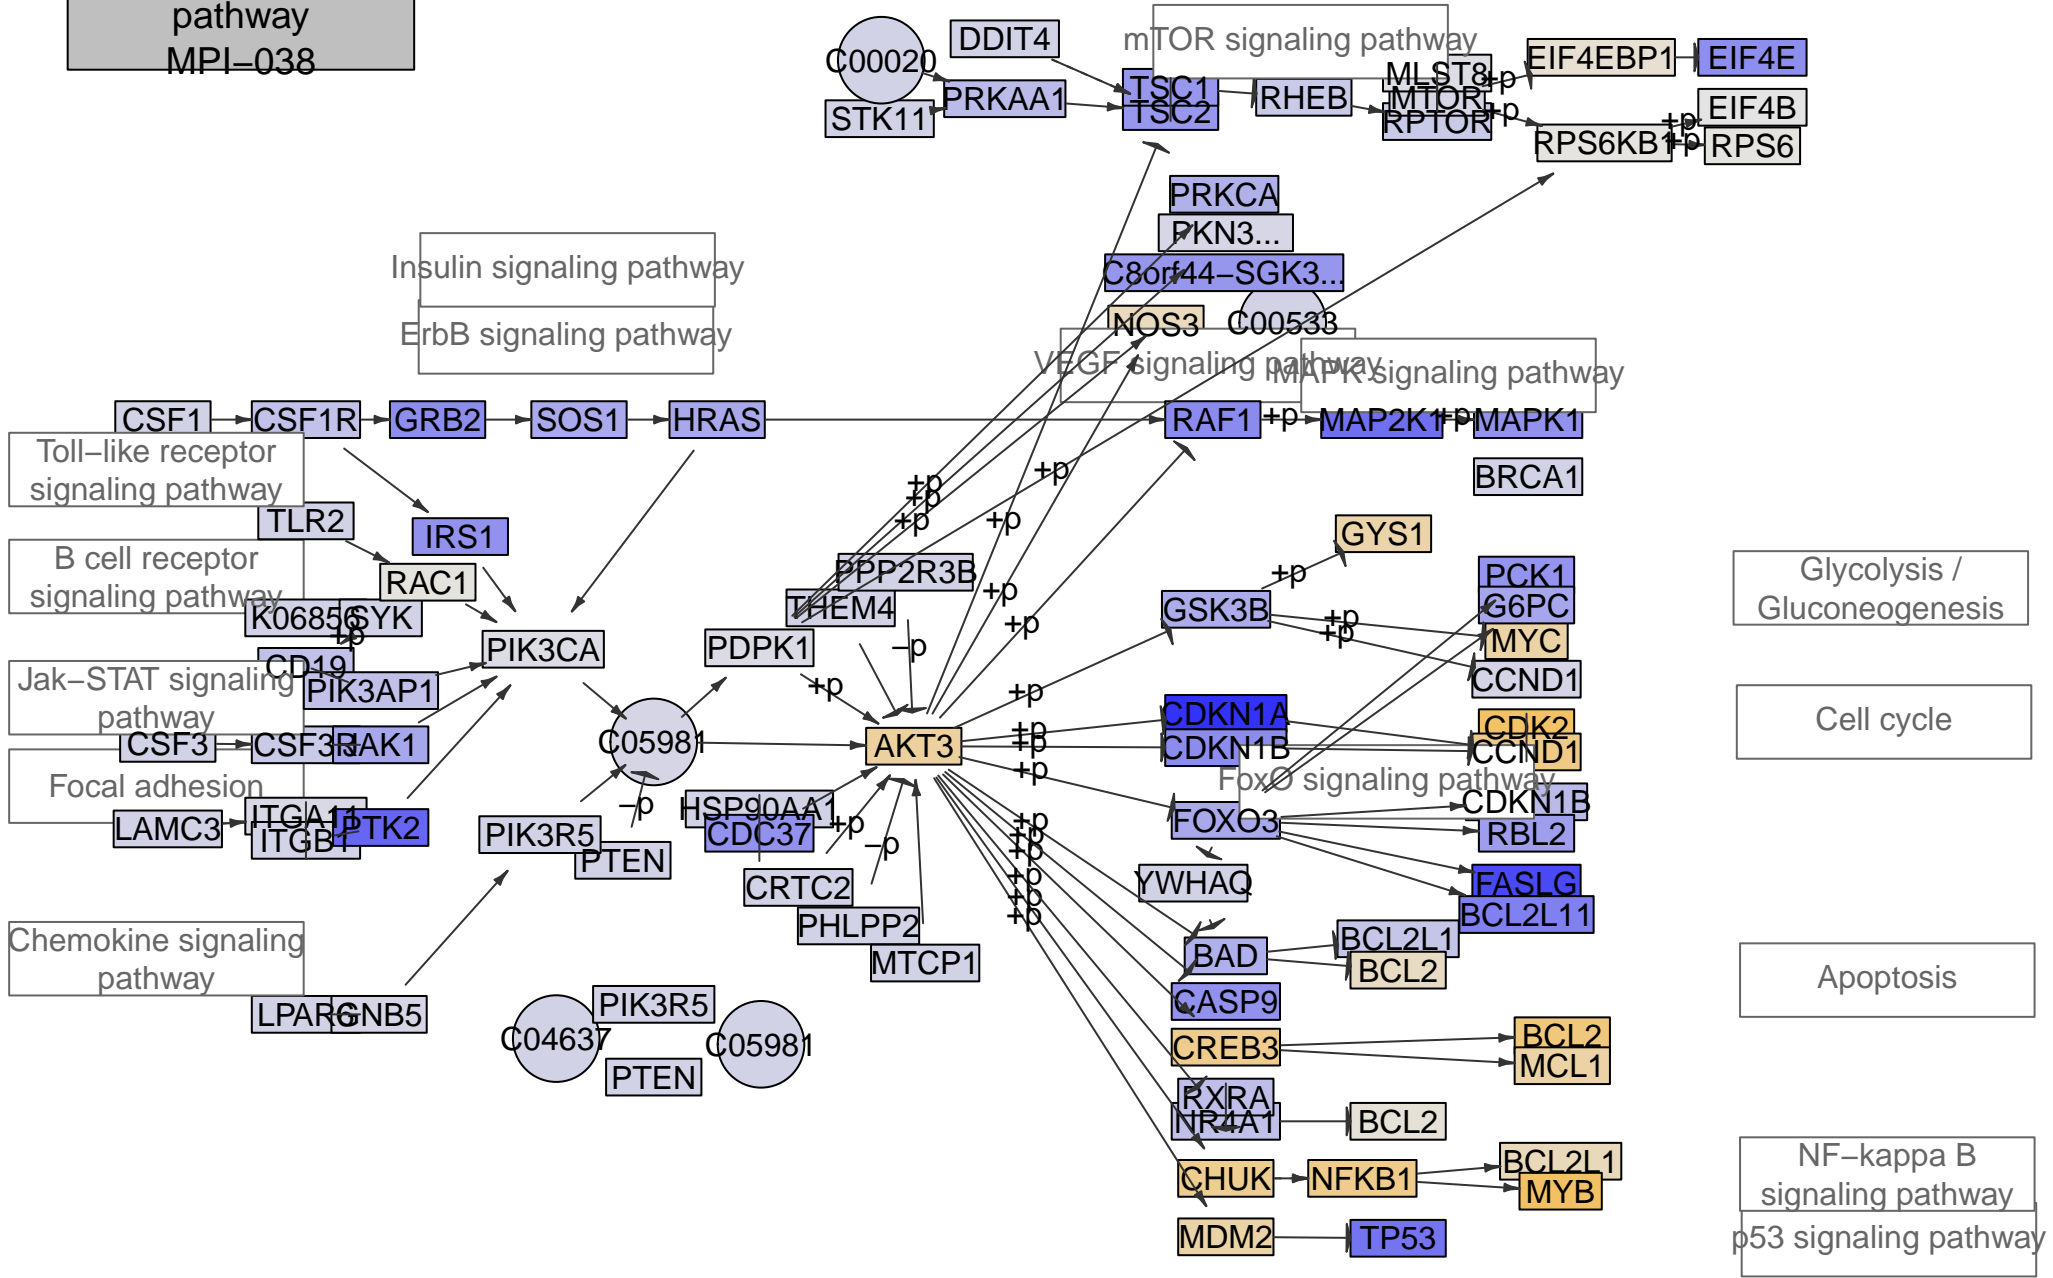 pathway
MPI−038
C00020
DDIT4
STK11
PRKAA1
mTOR signaling pathway
TSC1
TSC2
RHEB
MLST8
MTOR
RPTOR
+p
+p
EIF4EBP1
EIF4E
EIF4B
RPS6KB1
+p
+p
RPS6
PRKCA
PKN3...
C8orf44−SGK3...
NOS3
C00533
Insulin signaling pathway
ErbB signaling pathway
VEGF signaling pathway
MAPK signaling pathway
CSF1
CSF1R
GRB2
SOS1
HRAS
RAF1
+p
MAP2K1
+p
MAPK1
BRCA1
Toll−like receptor
signaling pathway
TLR2
IRS1
B cell receptor
signaling pathway
RAC1
K06856
SYK
+p
CD19
PIK3AP1
PIK3CA
Jak−STAT signaling
pathway
CSF3
CSF3R
JAK1
Focal adhesion
LAMC3
ITGA11
ITGB1
PTK2
Chemokine signaling
pathway
LPAR6
GNB5
PIK3R5
PTEN
−p
C05981
PDPK1
THEM4
PPP2R3B
+p
−p
+p
+p
+p
+p
+p
+p
+p
AKT3
HSP90AA1
CDC37
+p
−p
CRTC2
PHLPP2
MTCP1
C04637
PIK3R5
PTEN
C05981
+p
+p
+p
+p
+p
+p
+p
+p
+p
+p
GYS1
+p
GSK3B
+p
+p
PCK1
G6PC
MYC
CCND1
CDKN1A
CDKN1B
CDK2
CCND1
FoxO signaling pathway
FOXO3
CDKN1B
RBL2
YWHAQ
FASLG
BCL2L11
BAD
BCL2L1
BCL2
CASP9
CREB3
BCL2
MCL1
RXRA
NR4A1
BCL2
CHUK
NFKB1
BCL2L1
MYB
MDM2
TP53
Glycolysis /
Gluconeogenesis
Cell cycle
Apoptosis
NF−kappa B
signaling pathway
p53 signaling pathway